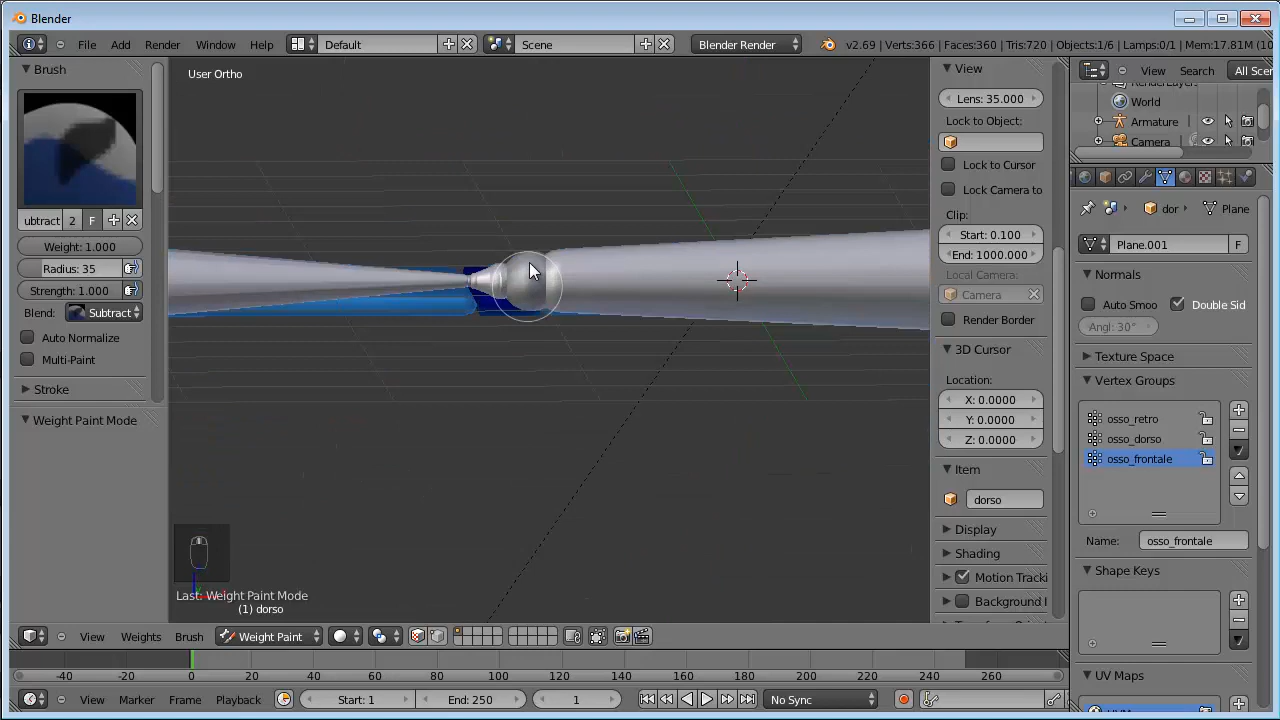 Blender
File Add Render Window Help Default Scene Blender Render v2.69 | Verts:366 | Faces:360 | Tris:720 | Objects:1/6 | Lamps:0/1 | Mem:17.81M (10
Brush
User Ortho
View
View Search All Scen
World
Lens: 35.000
Lock to Object:
Armature
Camera
Lock to Cursor
Lock Camera to
dor Plane
ubtract 2 F
Clip:
Weight: 1.000
Start: 0.100
Plane.001 F
Radius: 35
End: 1000.000
Normals
Strength: 1.000
Local Camera:
Camera
Auto Smoo Double Sid
Blend: Subtract
Render Border
Angl: 30°
Auto Normalize
3D Cursor
Texture Space
Multi-Paint
Location:
Vertex Groups
Stroke
X: 0.0000
Weight Paint Mode
Y: 0.0000
osso_retro
Z: 0.0000
osso_dorso
osso_frontale
Item
dorso
Display
Name: osso_frontale
Shading
Shape Keys
Motion Tracki
Last: Weight Paint Mode
Background I
(1) dorso
View Weights Brush Weight Paint
UV Maps
-40 -20 0 20 40 60 80 100 120 140 160 180 200 220 240 260
View Marker Frame Playback Start: 1 End: 250 1 No Sync